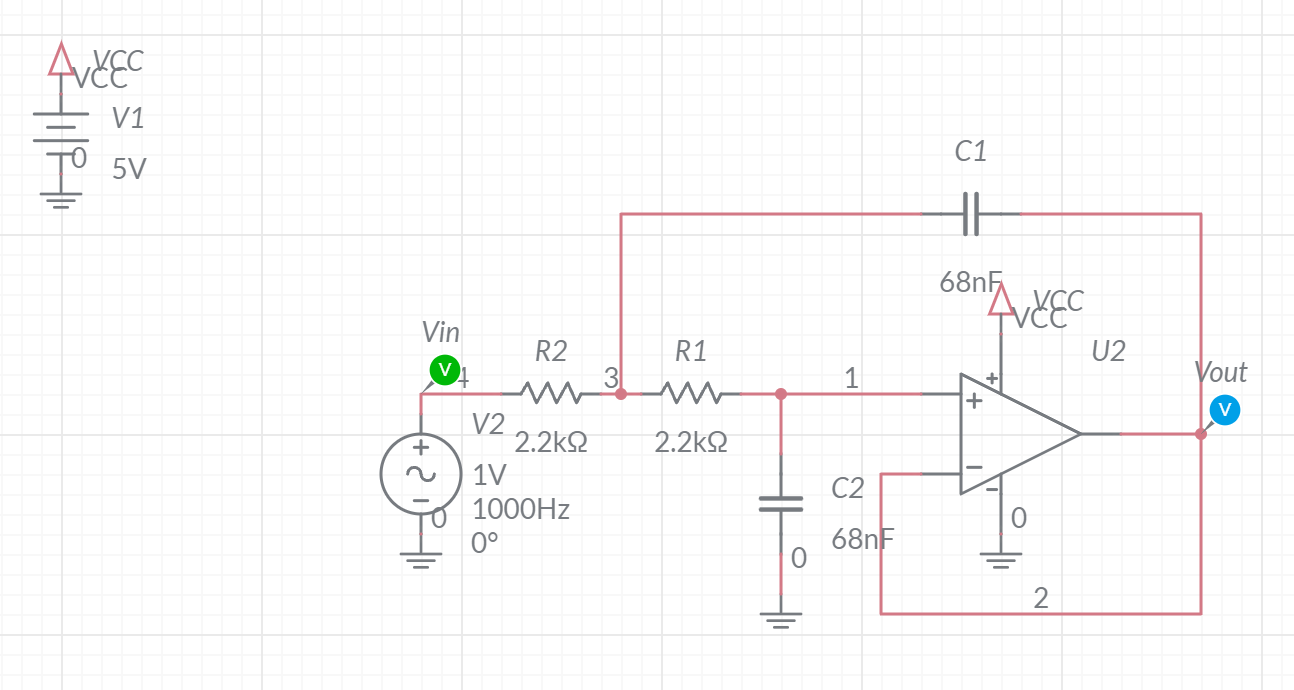 VCC
VCC
V1
0
5V
C1
68nF
VCC
VCC
Vin
V
4
R2
3
R1
1
U2
Vout
V
V2
2.2kΩ
2.2kΩ
1V
1000Hz
0°
0
C2
68nF
0
+
+
−
−
0
+
−
2